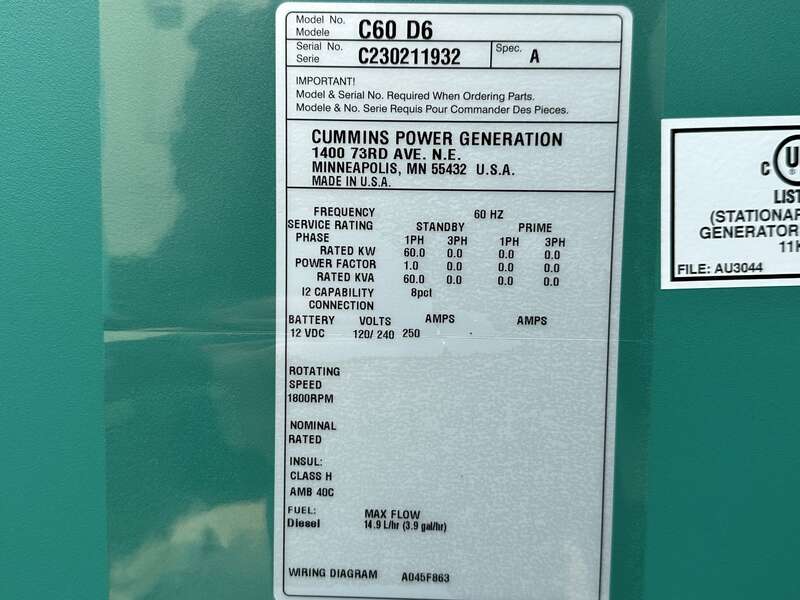 Model No. C60 D6
Modele
Serial No. C230211932 Spec. A
Serie
IMPORTANT!
Model & Serial No. Required When Ordering Parts.
Modele & No. Serie Requis Pour Commander Des Pieces.
CUMMINS POWER GENERATION
1400 73RD AVE. N.E.
MINNEAPOLIS, MN 55432 U.S.A.
MADE IN U.S.A.
FREQUENCY 60 HZ
SERVICE RATING STANDBY PRIME
PHASE 1PH 3PH 1PH 3PH
RATED KW 60.0 0.0 0.0 0.0
POWER FACTOR 1.0 0.0 0.0 0.0
RATED KVA 60.0 0.0 0.0 0.0
I2 CAPABILITY 8pct
CONNECTION
BATTERY VOLTS AMPS AMPS
12 VDC 120/ 240 250
ROTATING
SPEED
1800RPM
NOMINAL
RATED
INSUL:
CLASS H
AMB 40C
FUEL: MAX FLOW
Diesel 14.9 L/hr (3.9 gal/hr)
WIRING DIAGRAM A045F863
C U
®
LIST
(STATIONAR
GENERATOR
11
FILE: AU3044